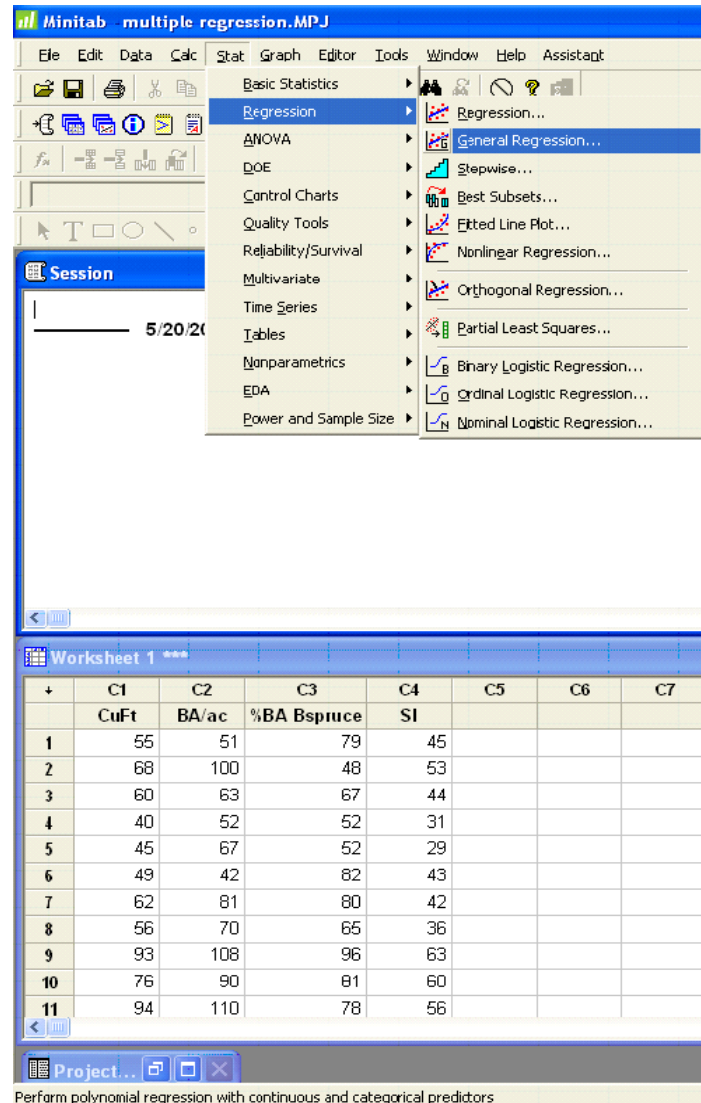 Minitab - multiple regression.MPJ
File Edit Data Calc Stat Graph Editor Tools Window Help Assistant
Basic Statistics
Regression
ANOVA
DOE
Control Charts
Quality Tools
Reliability/Survival
Multivariate
Time Series
Tables
Nonparametrics
EDA
Power and Sample Size
Regression...
General Regression...
Stepwise...
Best Subsets...
Fitted Line Plot...
Nonlinear Regression...
Orthogonal Regression...
Partial Least Squares...
Binary Logistic Regression...
Ordinal Logistic Regression...
Nominal Logistic Regression...
Session
5/20/20
Worksheet 1 ***
C1 C2 C3 C4 C5 C6 C7
CuFt BA/ac %BA Bspruce SI
1 55 51 79 45
2 68 100 48 53
3 60 63 67 44
4 40 52 52 31
5 45 67 52 29
6 49 42 82 43
7 62 81 80 42
8 56 70 65 36
9 93 108 96 63
10 76 90 81 60
11 94 110 78 56
Project...
Perform polynomial regression with continuous and categorical predictors